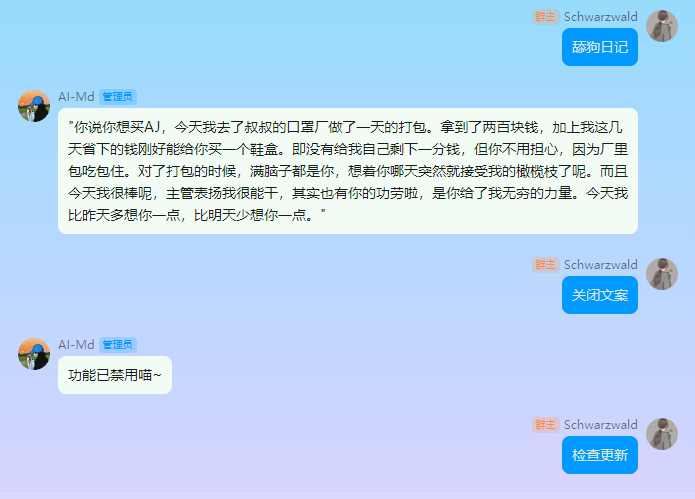 群主 Schwarzwald
舔狗日记
AI-Md 管理员
"你说你想买AJ，今天我去了叔叔的口罩厂做了一天的打包。拿到了两百块钱，加上我这几
天省下的钱刚好能给你买一个鞋盒。即没有给我自己剩下一分钱，但你不用担心，因为厂里
包吃包住。对了打包的时候，满脑子都是你，想着你哪天突然就接受我的橄榄枝了呢。而且
今天我很棒呢，主管表扬我很能干，其实也有你的功劳啦，是你给了我无穷的力量。今天我
比昨天多想你一点，比明天少想你一点。"
群主 Schwarzwald
关闭文案
AI-Md 管理员
功能已禁用喵~
群主 Schwarzwald
检查更新